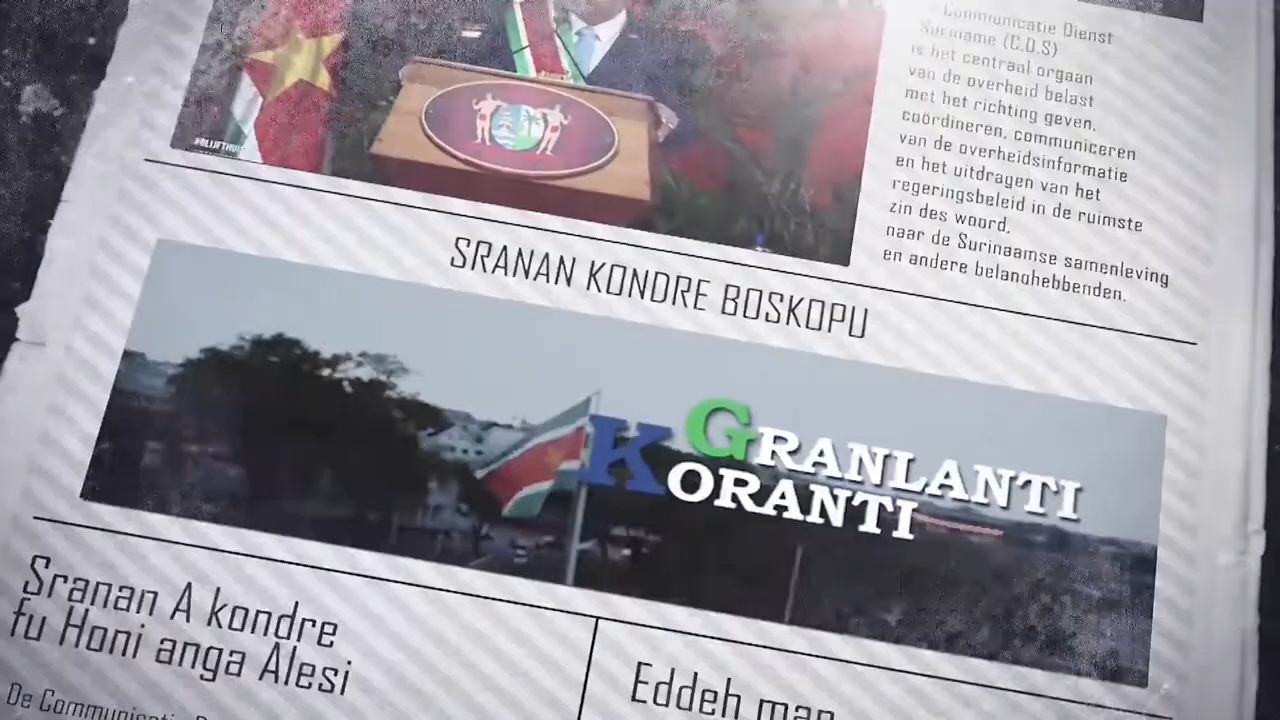 Communicatie Dienst
Suriname (C.D.S)
is het centraal orgaan
van de overheid belast
met het richting geven,
coördineren, communiceren
van de overheidsinformatie
en het uitdragen van het
regeringsbeleid in de ruimste
zin des woord,
naar de Surinaamse samenleving
en andere belanghebbenden.
SRANAN KONDRE BOSKOPU
GRANLANTI
KORANTI
Sranan A kondre
fu Honi anga Alesi
De
Eddeh man